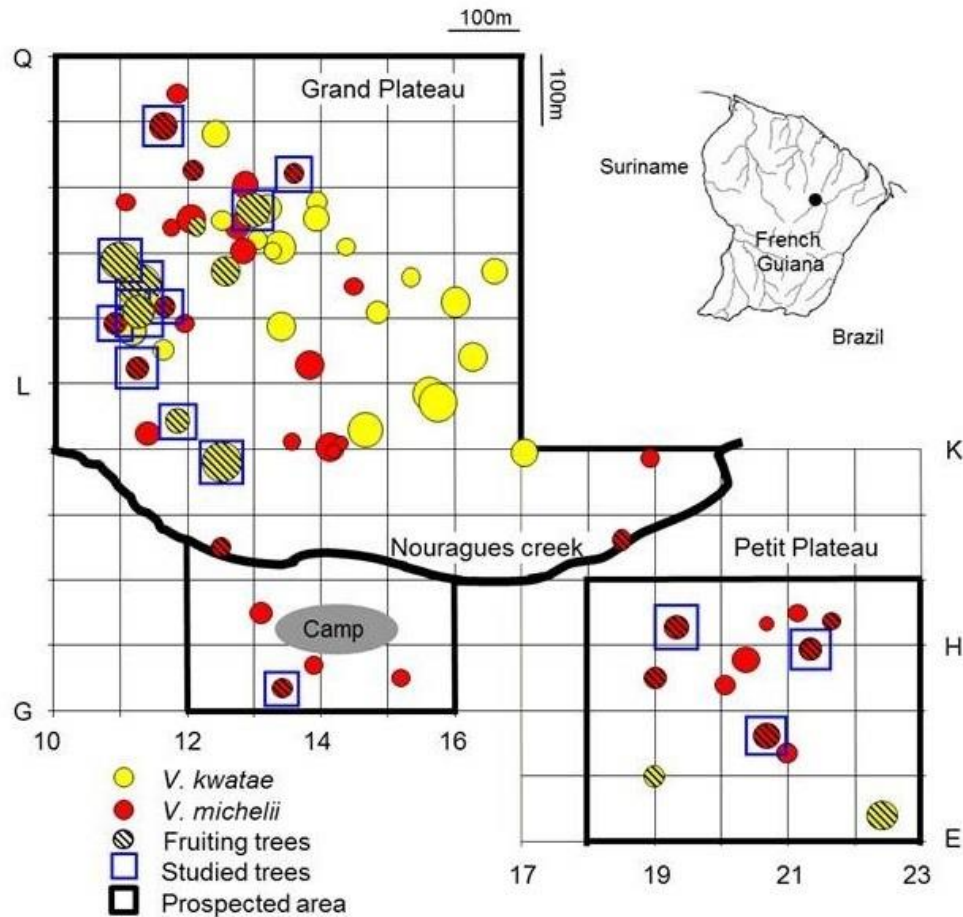 100m
Q
Grand Plateau
100m
Suriname
French
Guiana
Brazil
L
K
Nouragues creek
Petit Plateau
Camp
H
G
10
12
14
16
V. kwatae
V. michelii
Fruiting trees
Studied trees
Prospected area
E
17
19
21
23